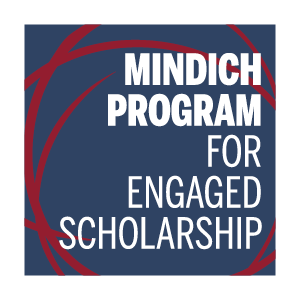 MINDICH
PROGRAM
FOR
ENGAGED
SCHOLARSHIP